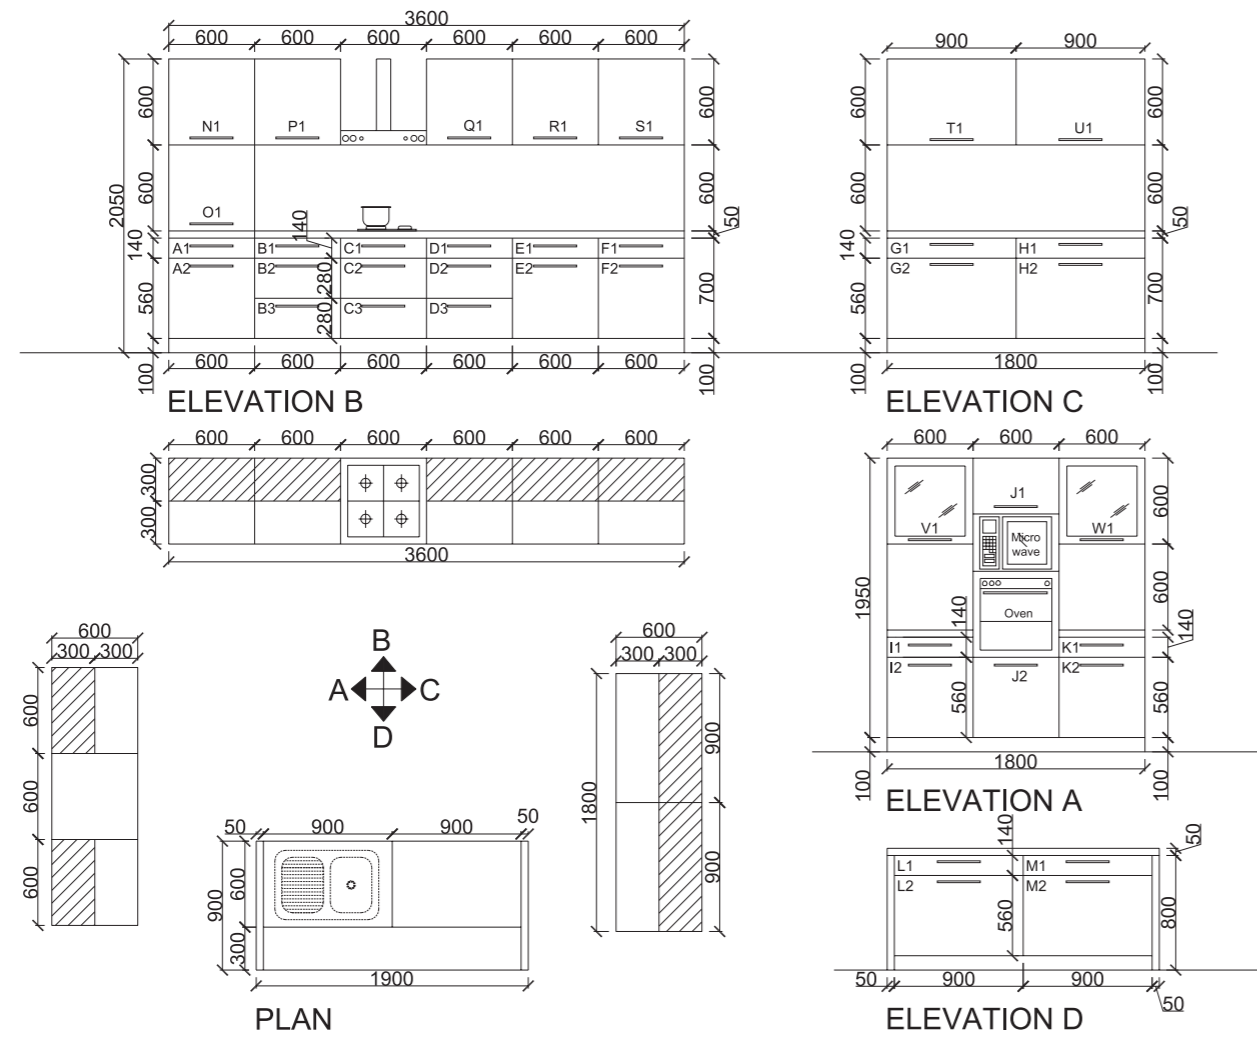 3600
600 600 600 600 600 600
2050
600
600
140
560
100
N1 P1 Q1 R1 S1
O1
140
A1 B1 C1 D1 E1 F1
A2 B2 C2 D2 E2 F2
280
B3 C3 D3
280
600
600
50
700
100
600 600 600 600 600 600
ELEVATION B
900 900
600
600
140
560
100
T1 U1
G1 H1
G2 H2
600
600
50
700
100
1800
ELEVATION C
600 600 600 600 600 600
300
300
3600
600 600 600
1950
100
J1
V1 W1
Micro
wave
Oven
140
I1 K1
I2 J2 K2
560
600
600
140
560
100
1800
ELEVATION A
600
300 300
600
600
600
B
A C
D
600
300 300
1800
900
900
50 900 900 50
900
600
300
1900
PLAN
140
50
L1 M1
L2 M2
560
800
50 900 900
50
ELEVATION D